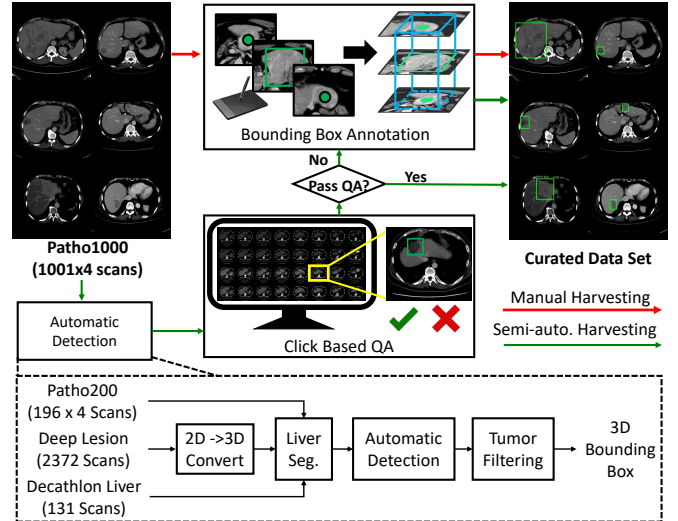 Bounding Box Annotation
No
Pass QA?
Yes
Patho1000
(1001x4 scans)
Curated Data Set
Automatic
Detection
Click Based QA
Manual Harvesting
Semi-auto. Harvesting
Patho200
(196 x 4 Scans)
Deep Lesion
(2372 Scans)
Decathlon Liver
(131 Scans)
2D ->3D
Convert
Liver
Seg.
Automatic
Detection
Tumor
Filtering
3D
Bounding
Box